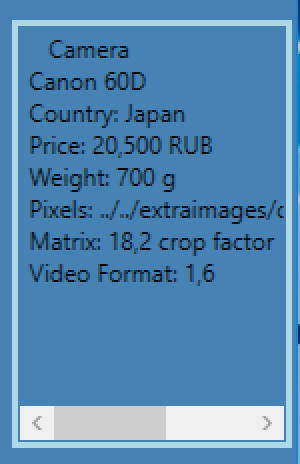 Camera
Canon 60D
Country: Japan
Price: 20,500 RUB
Weight: 700 g
Pixels: ../../extraimages/c
Matrix: 18,2 crop factor
Video Format: 1,6